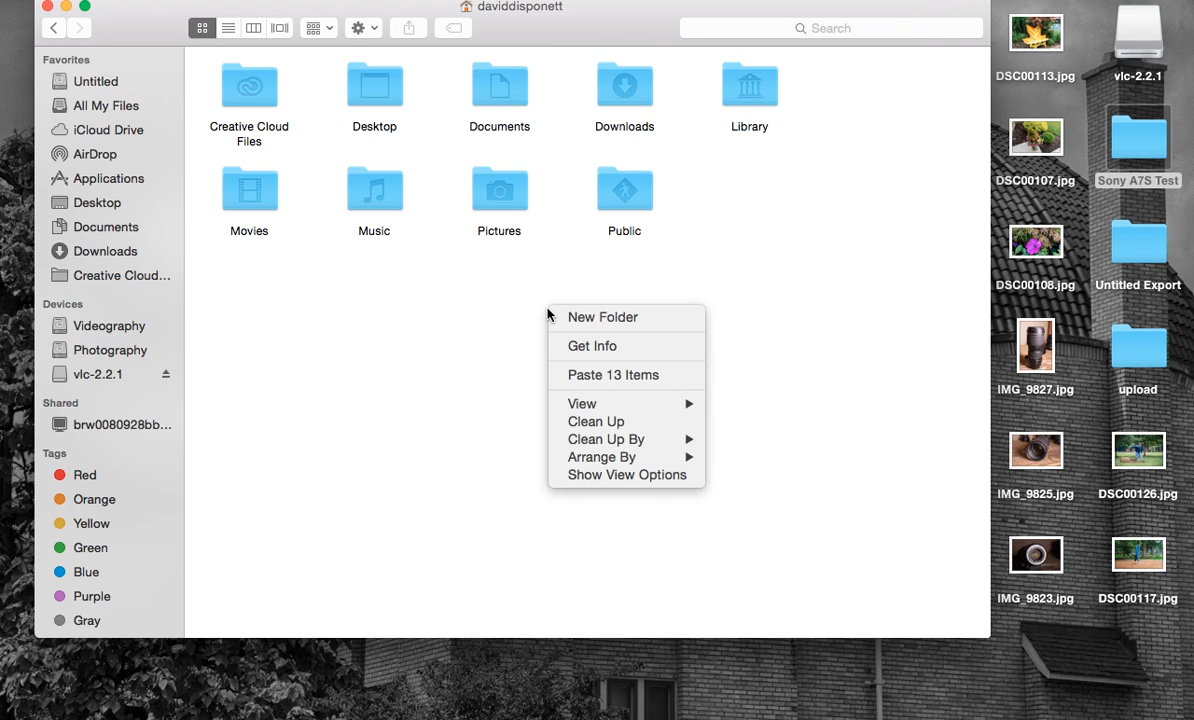 daviddisponett
Search
Favorites
Untitled
All My Files
iCloud Drive
AirDrop
Applications
Desktop
Documents
Downloads
Creative Cloud...
Devices
Videography
Photography
vlc-2.2.1
Shared
brw0080928bb...
Tags
Red
Orange
Yellow
Green
Blue
Purple
Gray
Creative Cloud
Files
Desktop
Documents
Downloads
Library
Movies
Music
Pictures
Public
New Folder
Get Info
Paste 13 Items
View
Clean Up
Clean Up By
Arrange By
Show View Options
DSC00113.jpg
vlc-2.2.1
DSC00107.jpg
Sony A7S Test
DSC00108.jpg
Untitled Export
IMG_9827.jpg
upload
IMG_9825.jpg
DSC00126.jpg
IMG_9823.jpg
DSC00117.jpg